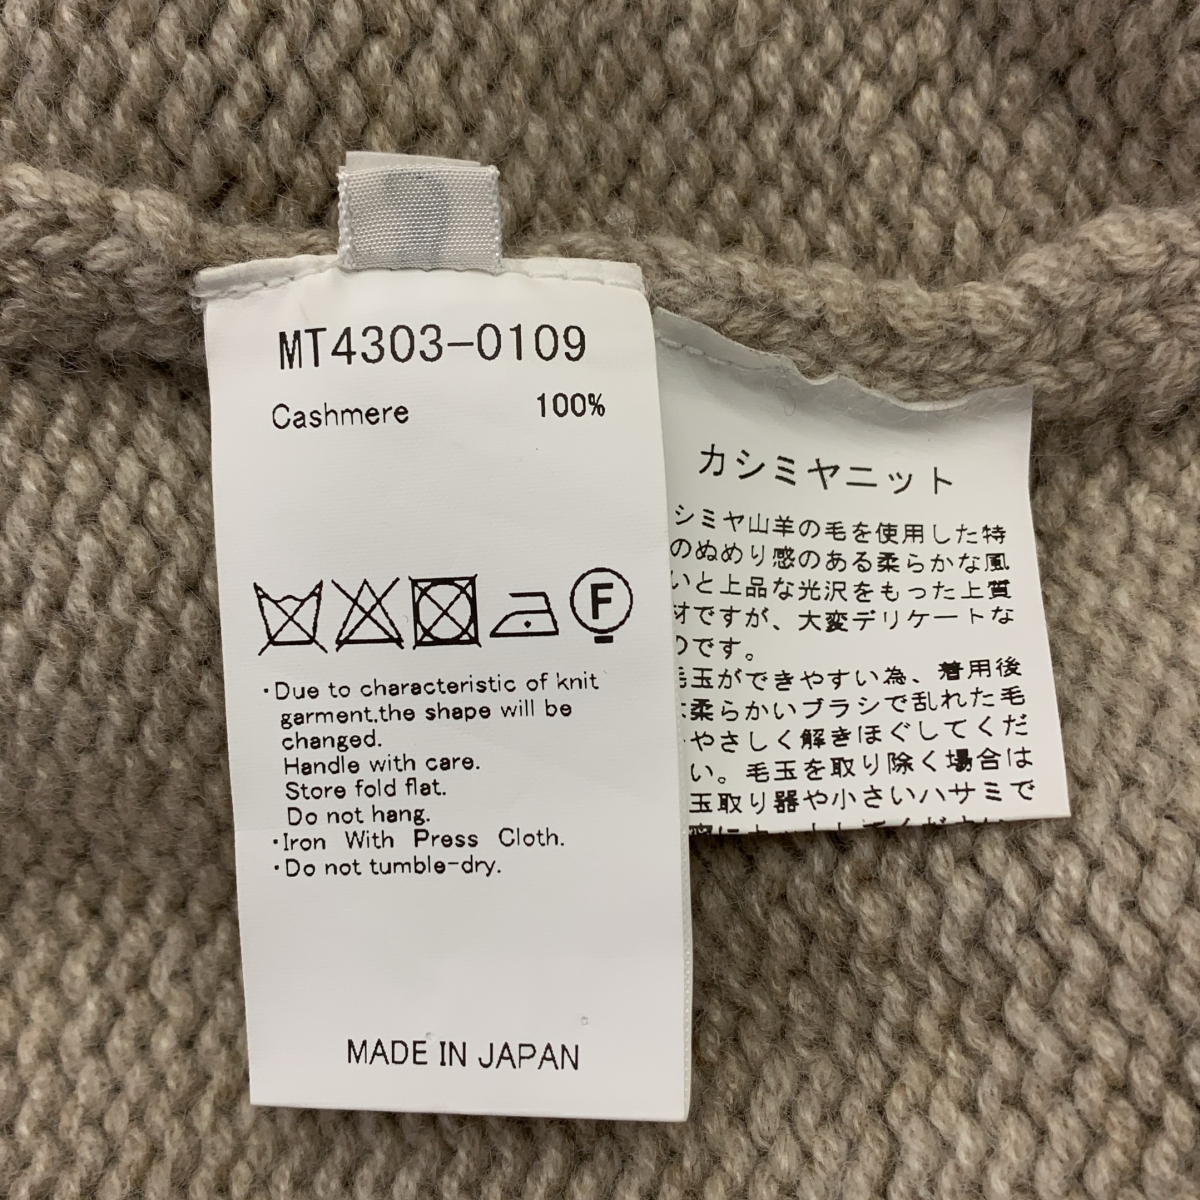 MT4303-0109
Cashmere 100%
F
・Due to characteristic of knit
garment,the shape will be
changed.
Handle with care.
Store fold flat.
Do not hang.
・Iron With Press Cloth.
・Do not tumble-dry.
MADE IN JAPAN
カシミヤニット
シミヤ山羊の毛を使用した特
のぬめり感のある柔らかな風
いと上品な光沢をもった上質
ですが、大変デリケートな
のです。
毛玉ができやすい為、着用後
柔らかいブラシで乱れた毛
やさしく解きほぐしてくだ
い。毛玉を取り除く場合は
玉取り器や小さいハサミで